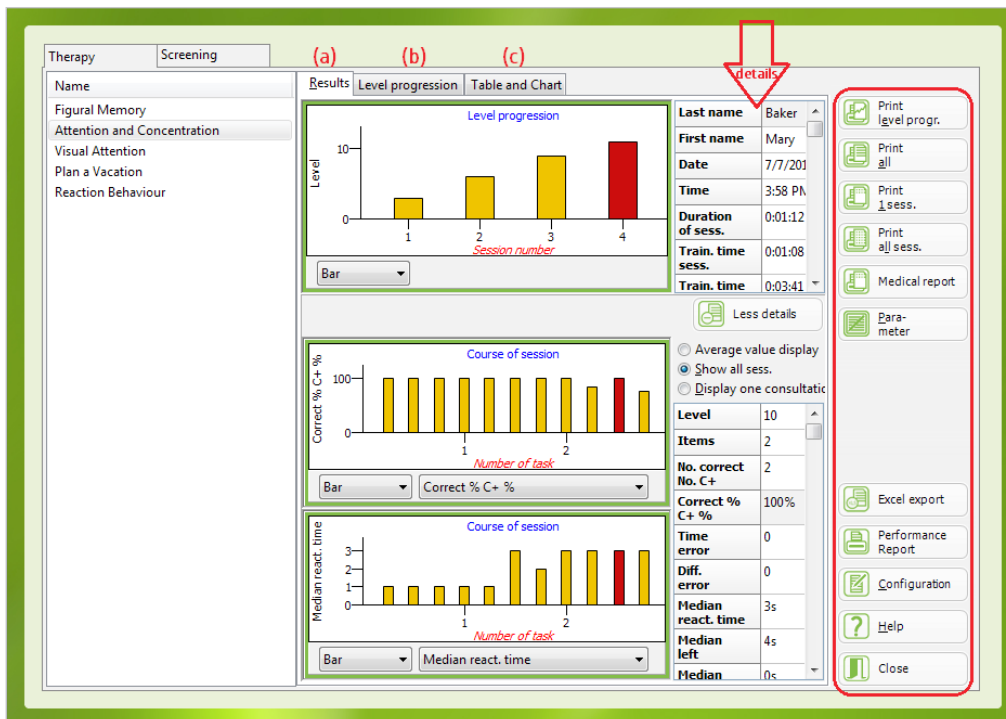 (a)
(b)
(c)
details
Therapy
Screening
Name
Figural Memory
Attention and Concentration
Visual Attention
Plan a Vacation
Reaction Behaviour
Results
Level progression
Table and Chart
Level progression
Level
10
0
1
2
3
4
Session number
Bar
Last name
Baker
First name
Mary
Date
7/7/201
Time
3:58 PM
Duration
of sess.
0:01:12
Train. time
sess.
0:01:08
Train. time
0:03:41
Less details
Course of session
Correct % C+ %
100
0
1
2
Number of task
Bar
Correct % C+ %
Average value display
Show all sess.
Display one consultatic
Course of session
Median react. time
3
2
1
0
1
2
Number of task
Bar
Median react. time
Level
10
Items
2
No. correct
No. C+
2
Correct %
C+ %
100%
Time
error
0
Diff.
error
0
Median
react. time
3s
Median
left
4s
Median
0s
Print
level progr.
Print
all
Print
1 sess.
Print
all sess.
Medical report
Para-
meter
Excel export
Performance
Report
Configuration
Help
Close